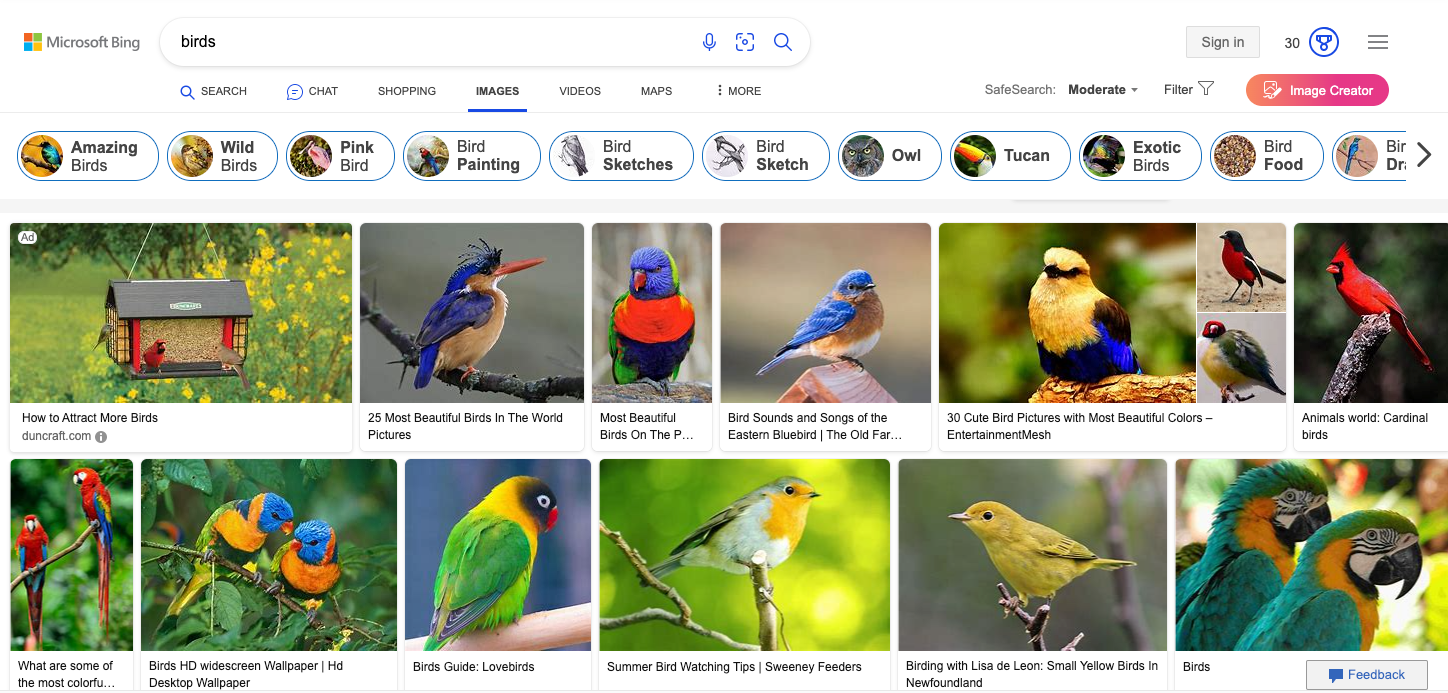 Microsoft Bing
birds
Sign in
30
SEARCH
CHAT
SHOPPING
IMAGES
VIDEOS
MAPS
MORE
SafeSearch: Moderate
Filter
Image Creator
Amazing
Birds
Wild
Birds
Pink
Bird
Bird
Painting
Bird
Sketches
Bird
Sketch
Owl
Tucan
Exotic
Birds
Bird
Food
Ad
DUNCRAFT
How to Attract More Birds
duncraft.com
25 Most Beautiful Birds In The World
Pictures
Most Beautiful
Birds On The P…
Bird Sounds and Songs of the
Eastern Bluebird | The Old Far…
30 Cute Bird Pictures with Most Beautiful Colors –
EntertainmentMesh
Animals world: Cardinal
birds
What are some of
the most colorfu…
Birds HD widescreen Wallpaper | Hd
Desktop Wallpaper
Birds Guide: Lovebirds
Summer Bird Watching Tips | Sweeney Feeders
Birding with Lisa de Leon: Small Yellow Birds In
Newfoundland
Birds
Feedback